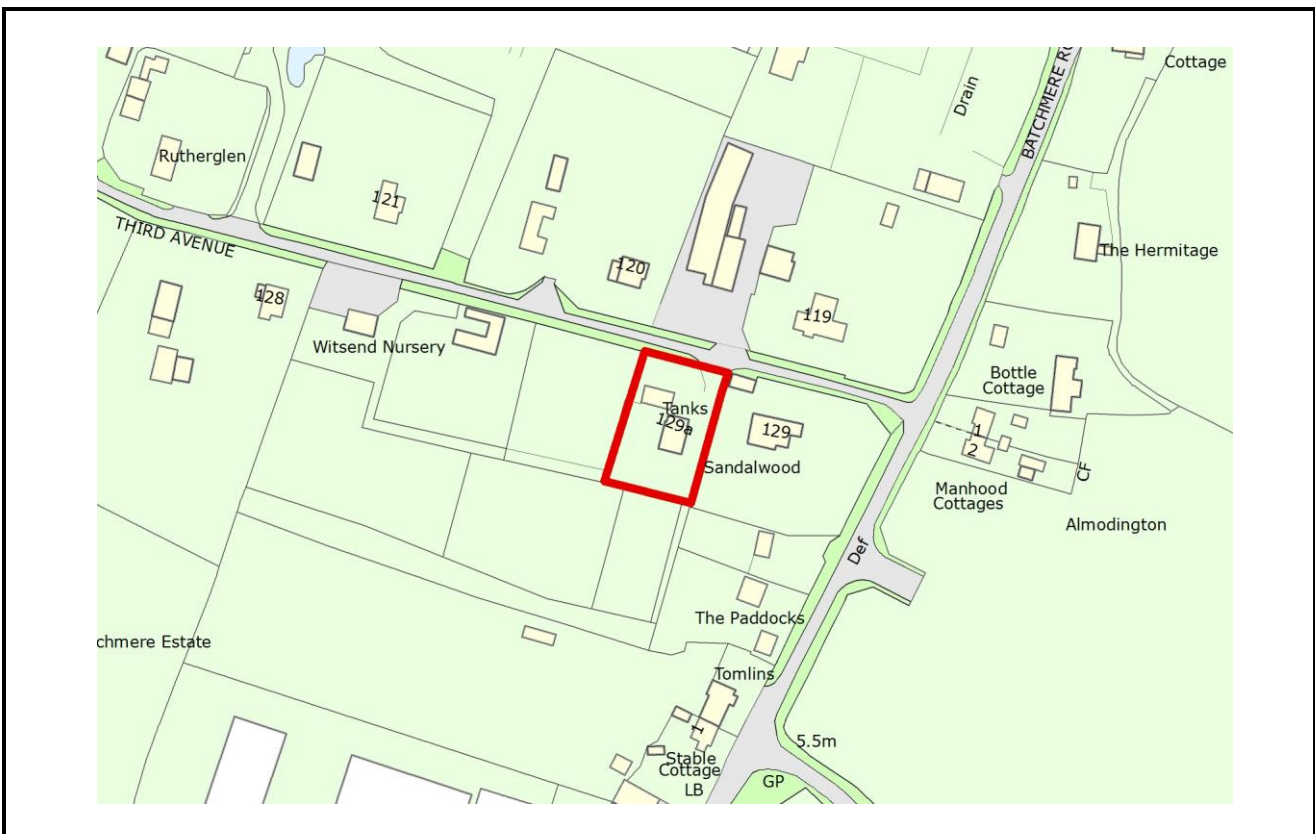 Cottage
BATCHMERE RO
Drain
Rutherglen
121
THIRD AVENUE
The Hermitage
120
128
119
Witsend Nursery
Bottle
Cottage
Tanks
129a
129
1
2
Sandalwood
CF
Manhood
Cottages
Almodington
Def
The Paddocks
chmere Estate
Tomlins
1
5.5m
Stable
Cottage
LB
GP